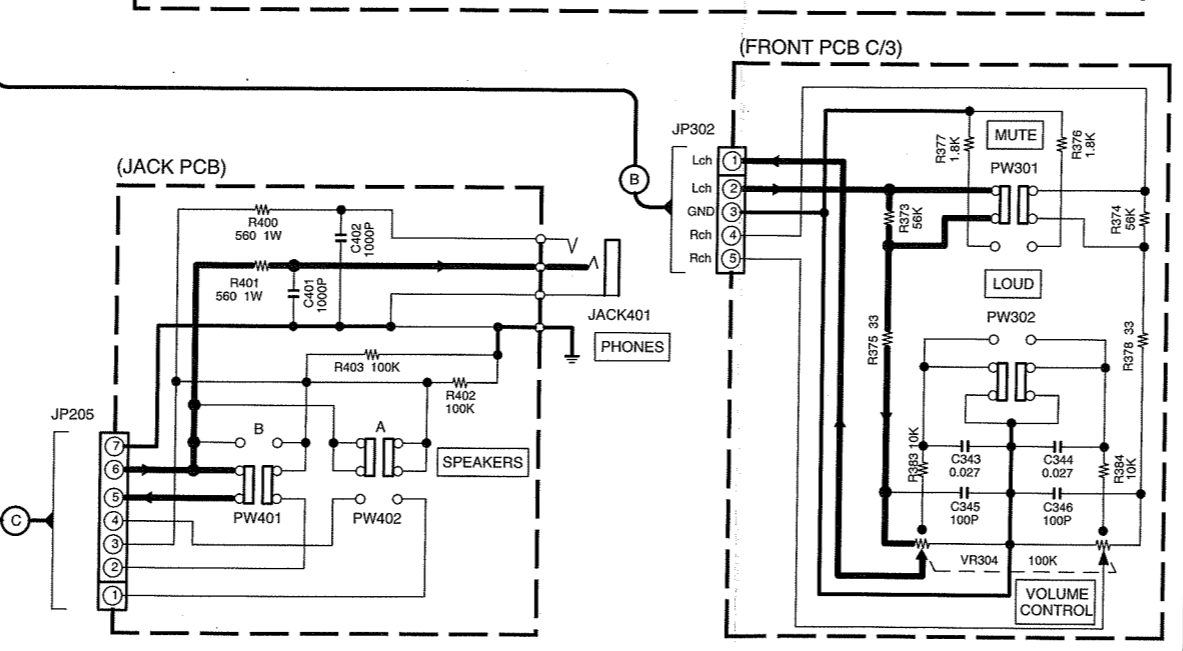 (FRONT PCB C/3)
JP302
Lch 1
Lch 2
GND 3
Rch 4
Rch 5
B
R377
1.8K
MUTE
R376
1.8K
PW301
R373
56K
R374
56K
LOUD
PW302
R375 33
R378 33
R383 10K
C343
0.027
C344
0.027
R384
10K
C345
100P
C346
100P
VR304 100K
VOLUME
CONTROL
(JACK PCB)
R400
560 1W
C402
1000P
R401
560 1W
C401
1000P
JACK401
PHONES
R403 100K
R402
100K
JP205
B
A
SPEAKERS
7
6
5
4
3
2
1
C
PW401
PW402